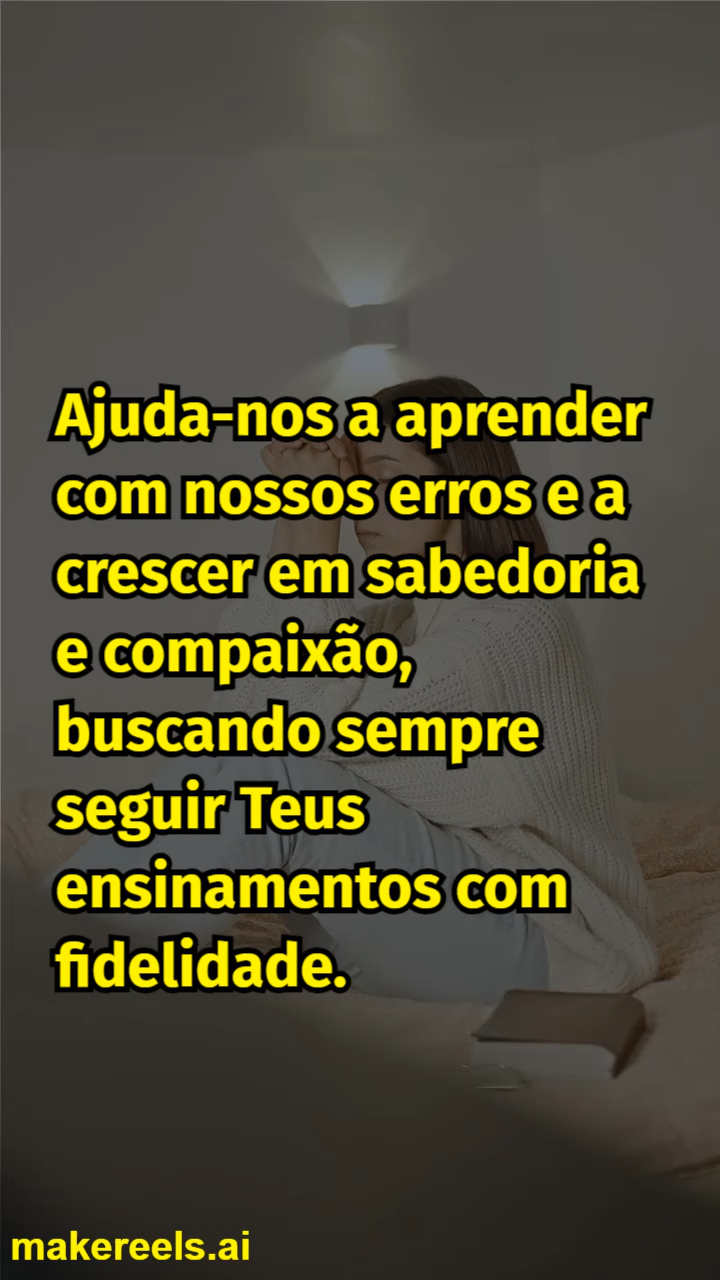 Ajuda-nos a aprender
com nossos erros e a
crescer em sabedoria
e compaixão,
buscando sempre
seguir Teus
ensinamentos com
fidelidade.
makereels.ai